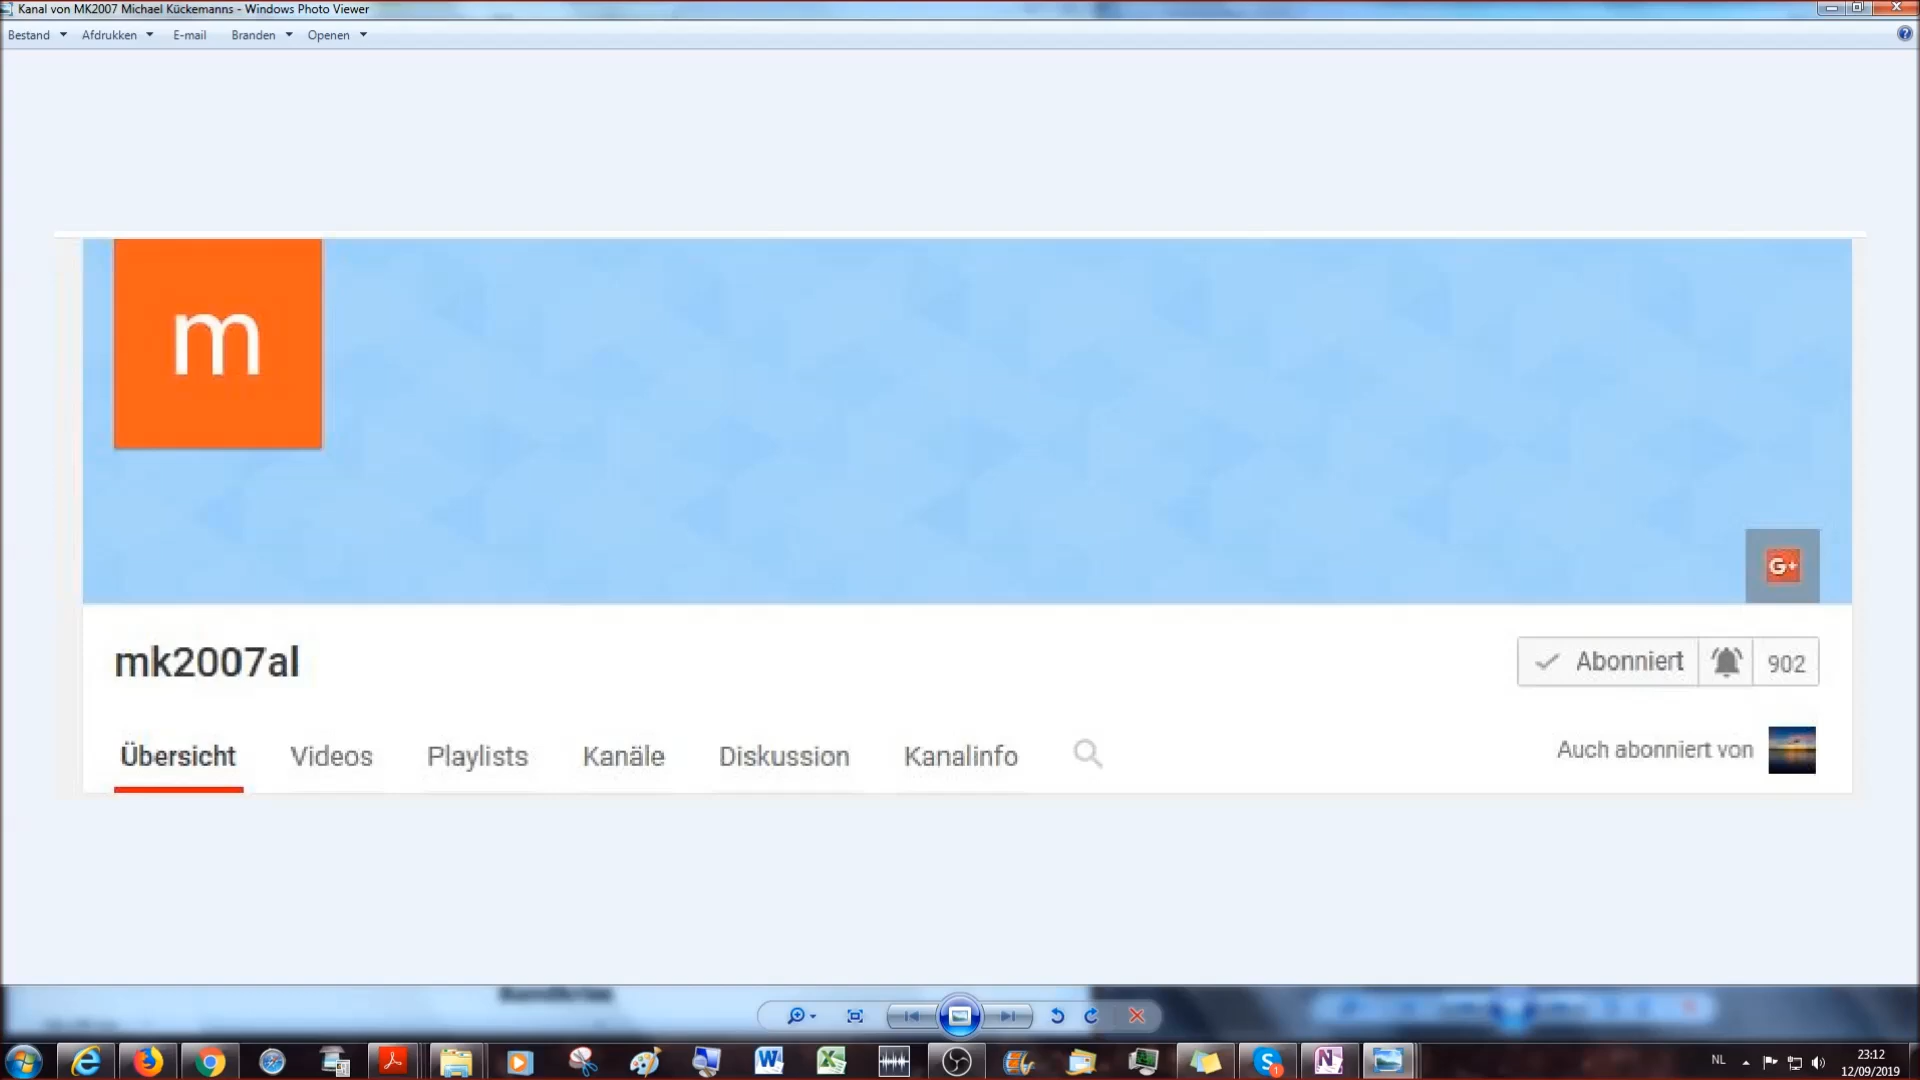 Kanal von MK2007 Michael Kückemanns - Windows Photo Viewer
Bestand Afdrukken E-mail Branden Openen
m
G+
mk2007al
Abonniert 902
Übersicht Videos Playlists Kanäle Diskussion Kanalinfo
Auch abonniert von
NL
23:12
12/09/2019